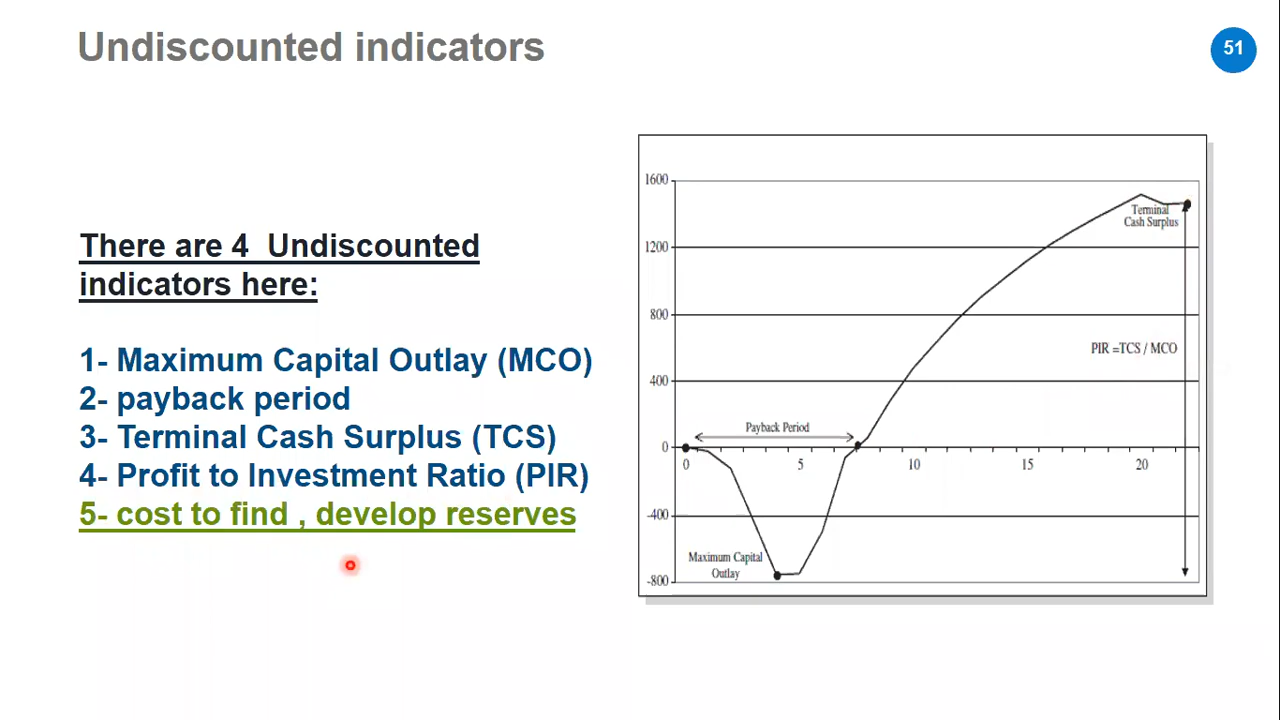 Undiscounted indicators
51
There are 4  Undiscounted
indicators here:
1- Maximum Capital Outlay (MCO)
2- payback period
3- Terminal Cash Surplus (TCS)
4- Profit to Investment Ratio (PIR)
5- cost to find , develop reserves
1600
1200
800
400
0
-400
-800
0
5
10
15
20
Payback Period
Maximum Capital
Outlay
Terminal
Cash Surplus
PIR =TCS / MCO